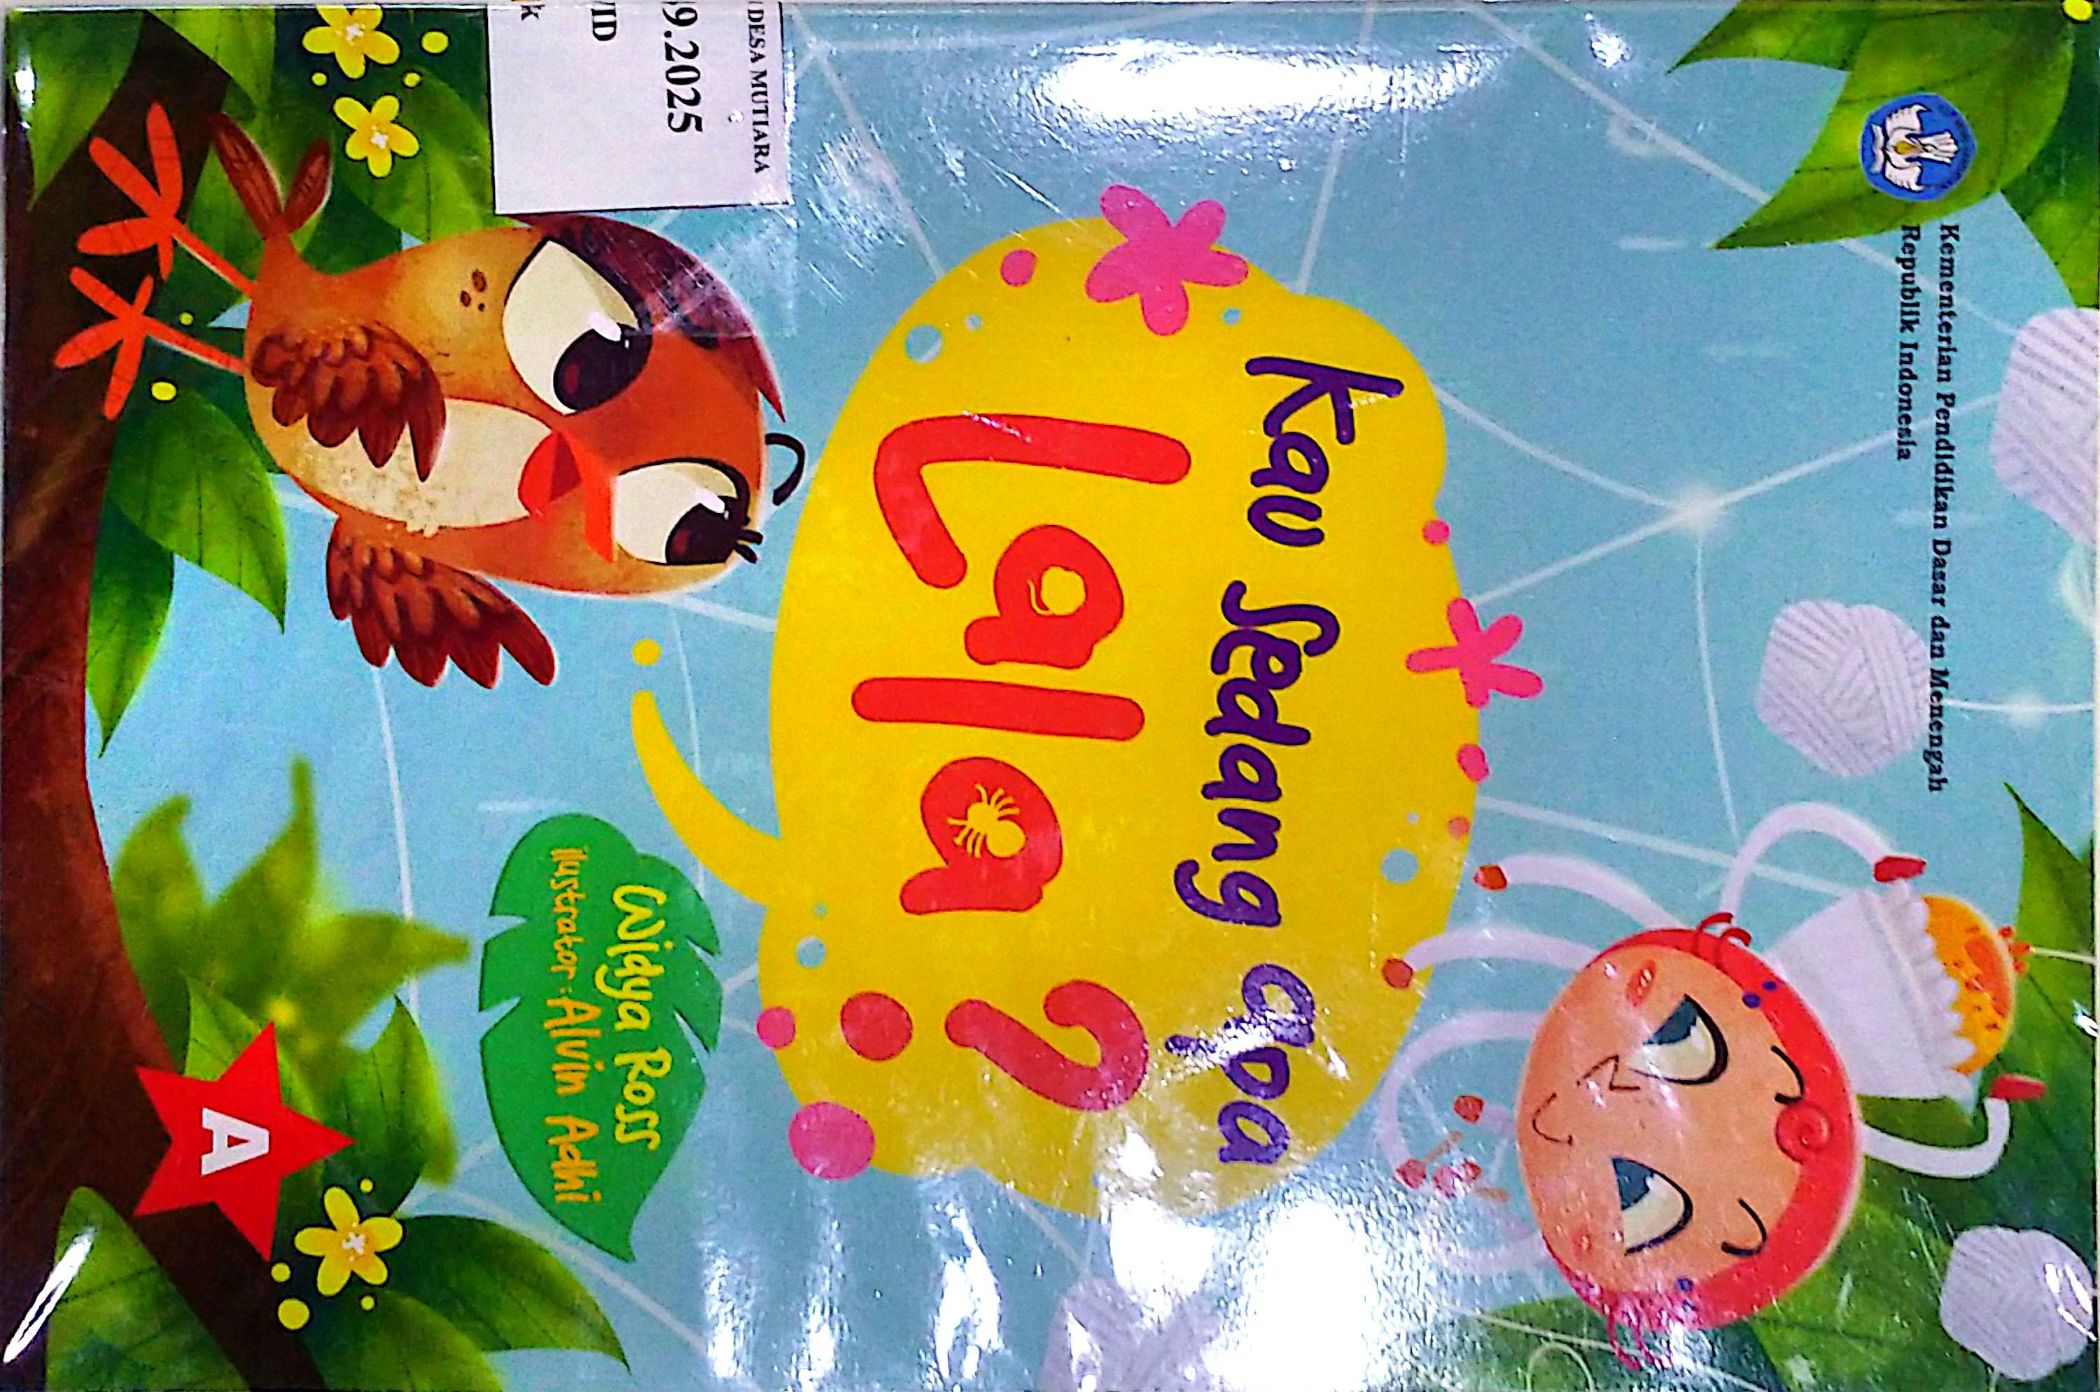 Kementerian Pendidikan Dasar dan Menengah
Republik Indonesia
Kau Sedang apa
Lala?
Widya Ross
ilustrator: Alvin Adhi
A
DESA MUTIARA
9.2025